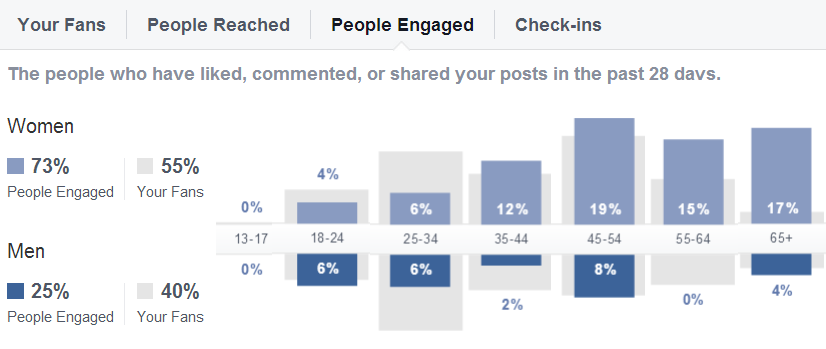 Your Fans People Reached People Engaged Check-ins
The people who have liked, commented, or shared your posts in the past 28 days.
Women
73% 55%
People Engaged Your Fans
0% 4% 6% 12% 19% 15% 17%
13-17 18-24 25-34 35-44 45-54 55-64 65+
Men
25% 40%
People Engaged Your Fans
0% 6% 6% 2% 8% 0% 4%